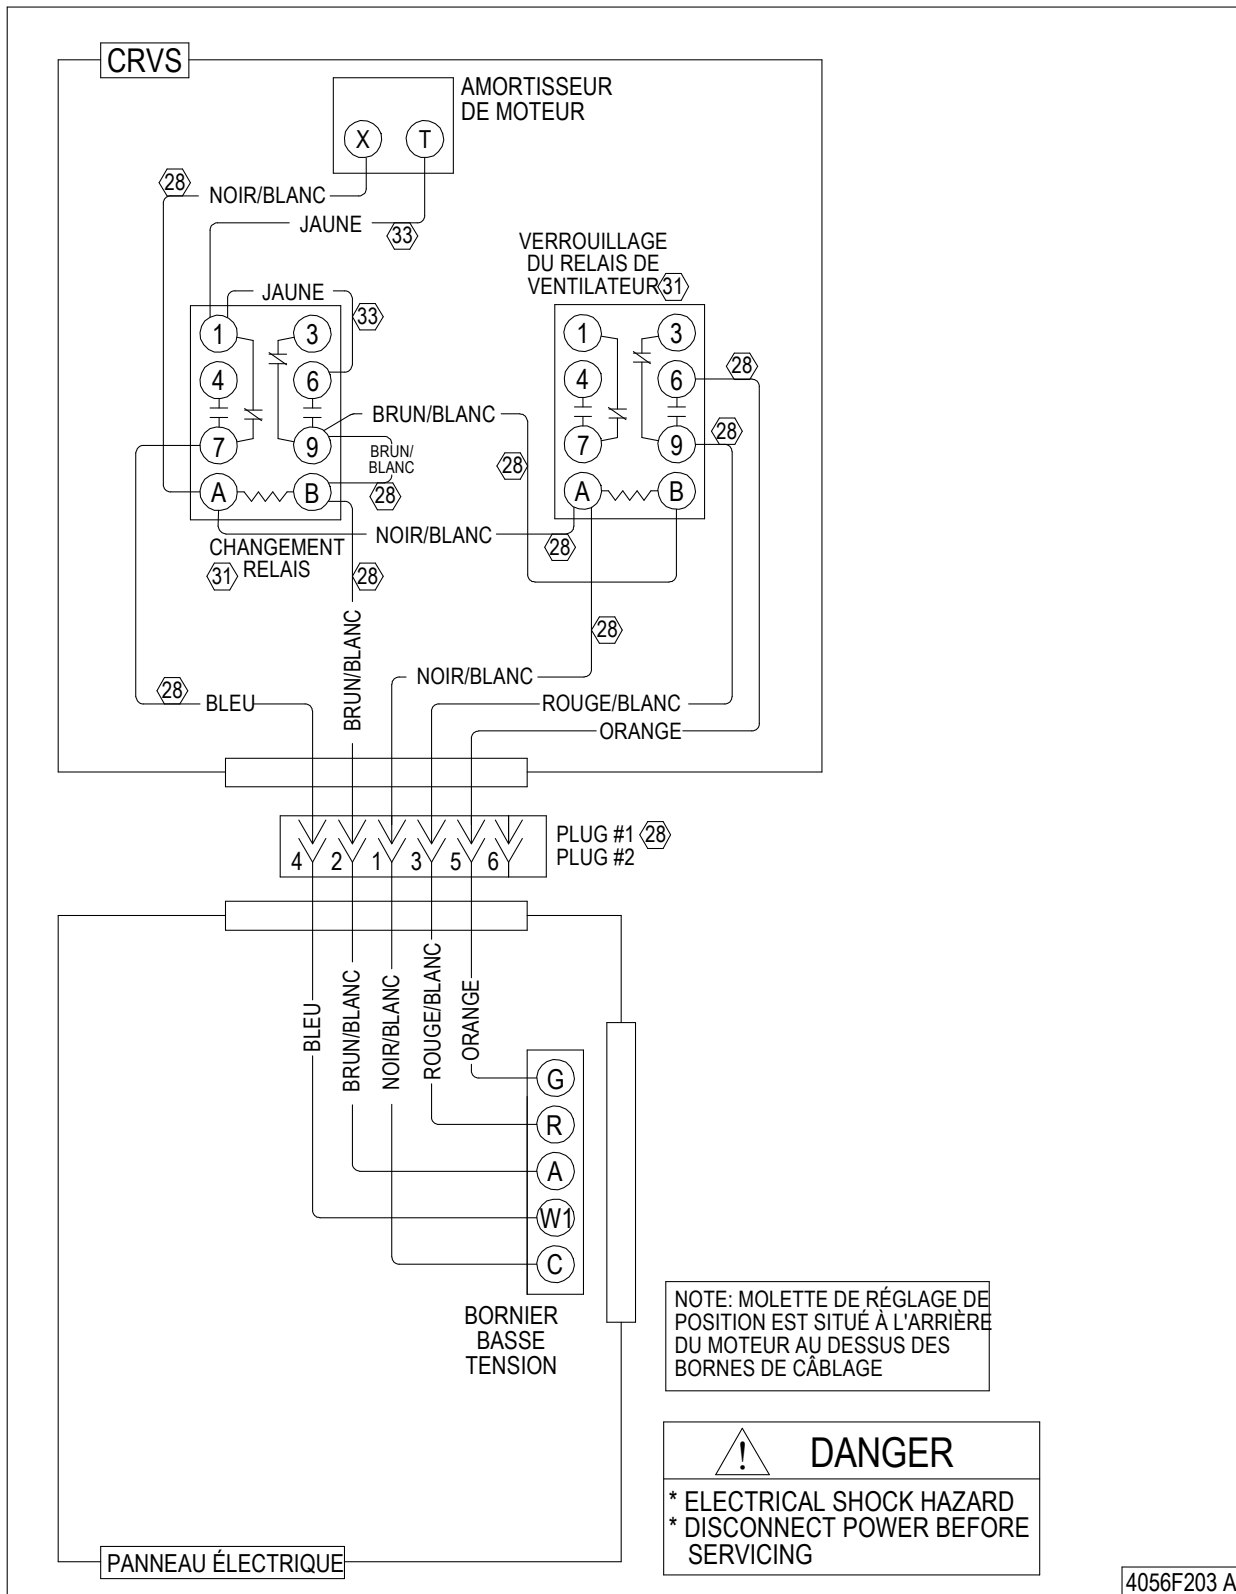 CRVS
AMORTISSEUR
DE MOTEUR
X T
28
NOIR/BLANC
JAUNE
33
VERROUILLAGE
DU RELAIS DE
VENTILATEUR 31
JAUNE
33
1 3
4 6
7 9
A B
1 3
4 6
7 9
A B
28
28
BRUN/BLANC
BRUN/
BLANC
28
28
NOIR/BLANC
28
CHANGEMENT
RELAIS
31
28
BRUN/BLANC
28
NOIR/BLANC
28
BLEU
ROUGE/BLANC
ORANGE
4 2 1 3 5 6
PLUG #1 28
PLUG #2
BLEU
BRUN/BLANC
NOIR/BLANC
ROUGE/BLANC
ORANGE
G
R
A
W1
C
BORNIER
BASSE
TENSION
NOTE: MOLETTE DE RÉGLAGE DE
POSITION EST SITUÉ À L'ARRIÈRE
DU MOTEUR AU DESSUS DES
BORNES DE CÂBLAGE
! DANGER
* ELECTRICAL SHOCK HAZARD
* DISCONNECT POWER BEFORE
SERVICING
PANNEAU ÉLECTRIQUE
4056F203 A